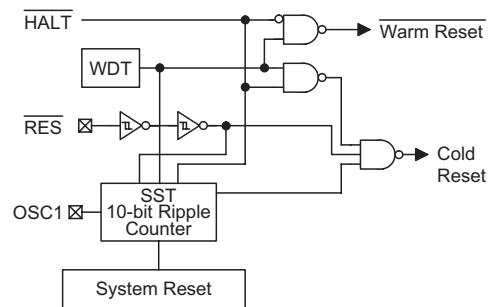 HALT
Warm Reset
WDT
RES
Cold
Reset
SST
10-bit Ripple
Counter
OSC1
System Reset